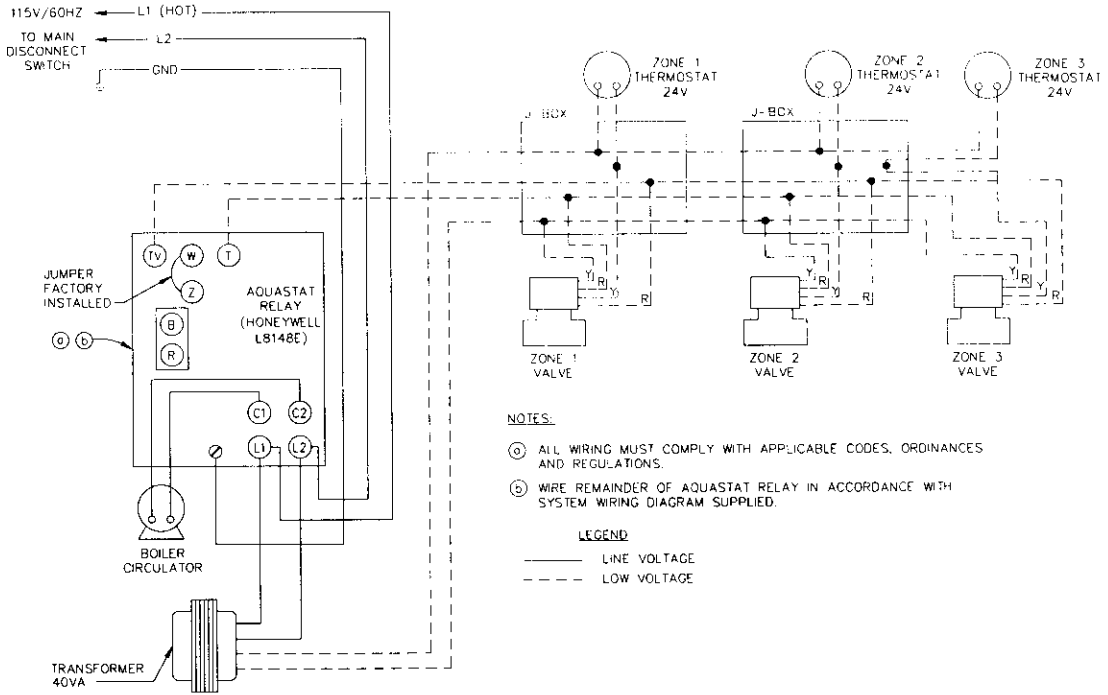 115V/60HZ
L1 (HOT)
TO MAIN
DISCONNECT
SWITCH
L2
GND
ZONE 1
THERMOSTAT
24V
ZONE 2
THERMOSTAT
24V
ZONE 3
THERMOSTAT
24V
J-BOX
J-BOX
TV
W
T
Z
B
R
JUMPER
FACTORY
INSTALLED
AQUASTAT
RELAY
(HONEYWELL
L8148E)
a b
C1
C2
L1
L2
Y
R
Y
R
Y
R
Y
R
Y
R
Y
R
ZONE 1
VALVE
ZONE 2
VALVE
ZONE 3
VALVE
BOILER
CIRCULATOR
TRANSFORMER
40VA
NOTES:
a ALL WIRING MUST COMPLY WITH APPLICABLE CODES, ORDINANCES
AND REGULATIONS.
b WIRE REMAINDER OF AQUASTAT RELAY IN ACCORDANCE WITH
SYSTEM WIRING DIAGRAM SUPPLIED.
LEGEND
LINE VOLTAGE
LOW VOLTAGE